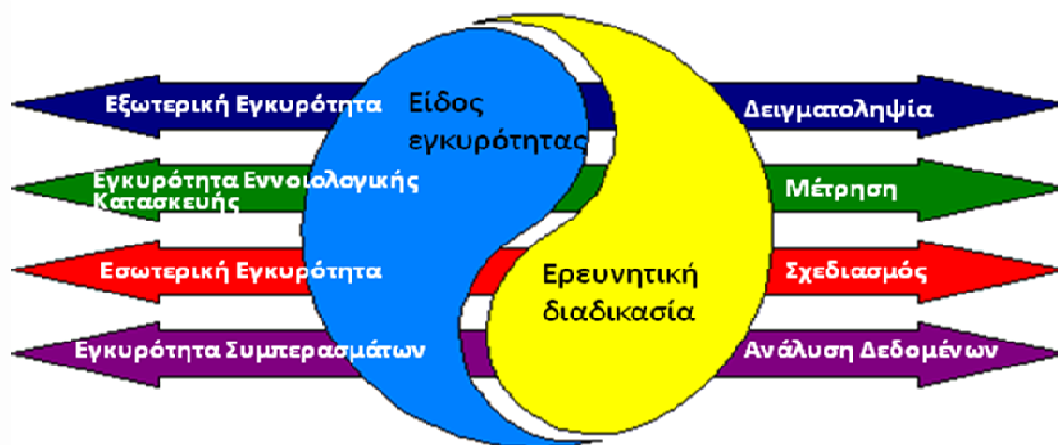 Εξωτερική Εγκυρότητα
Είδος
εγκυρότητας
Δειγματοληψία
Εγκυρότητα Εννοιολογικής
Κατασκευής
Μέτρηση
Εσωτερική Εγκυρότητα
Ερευνητική
διαδικασία
Σχεδιασμός
Εγκυρότητα Συμπερασμάτων
Ανάλυση Δεδομένων